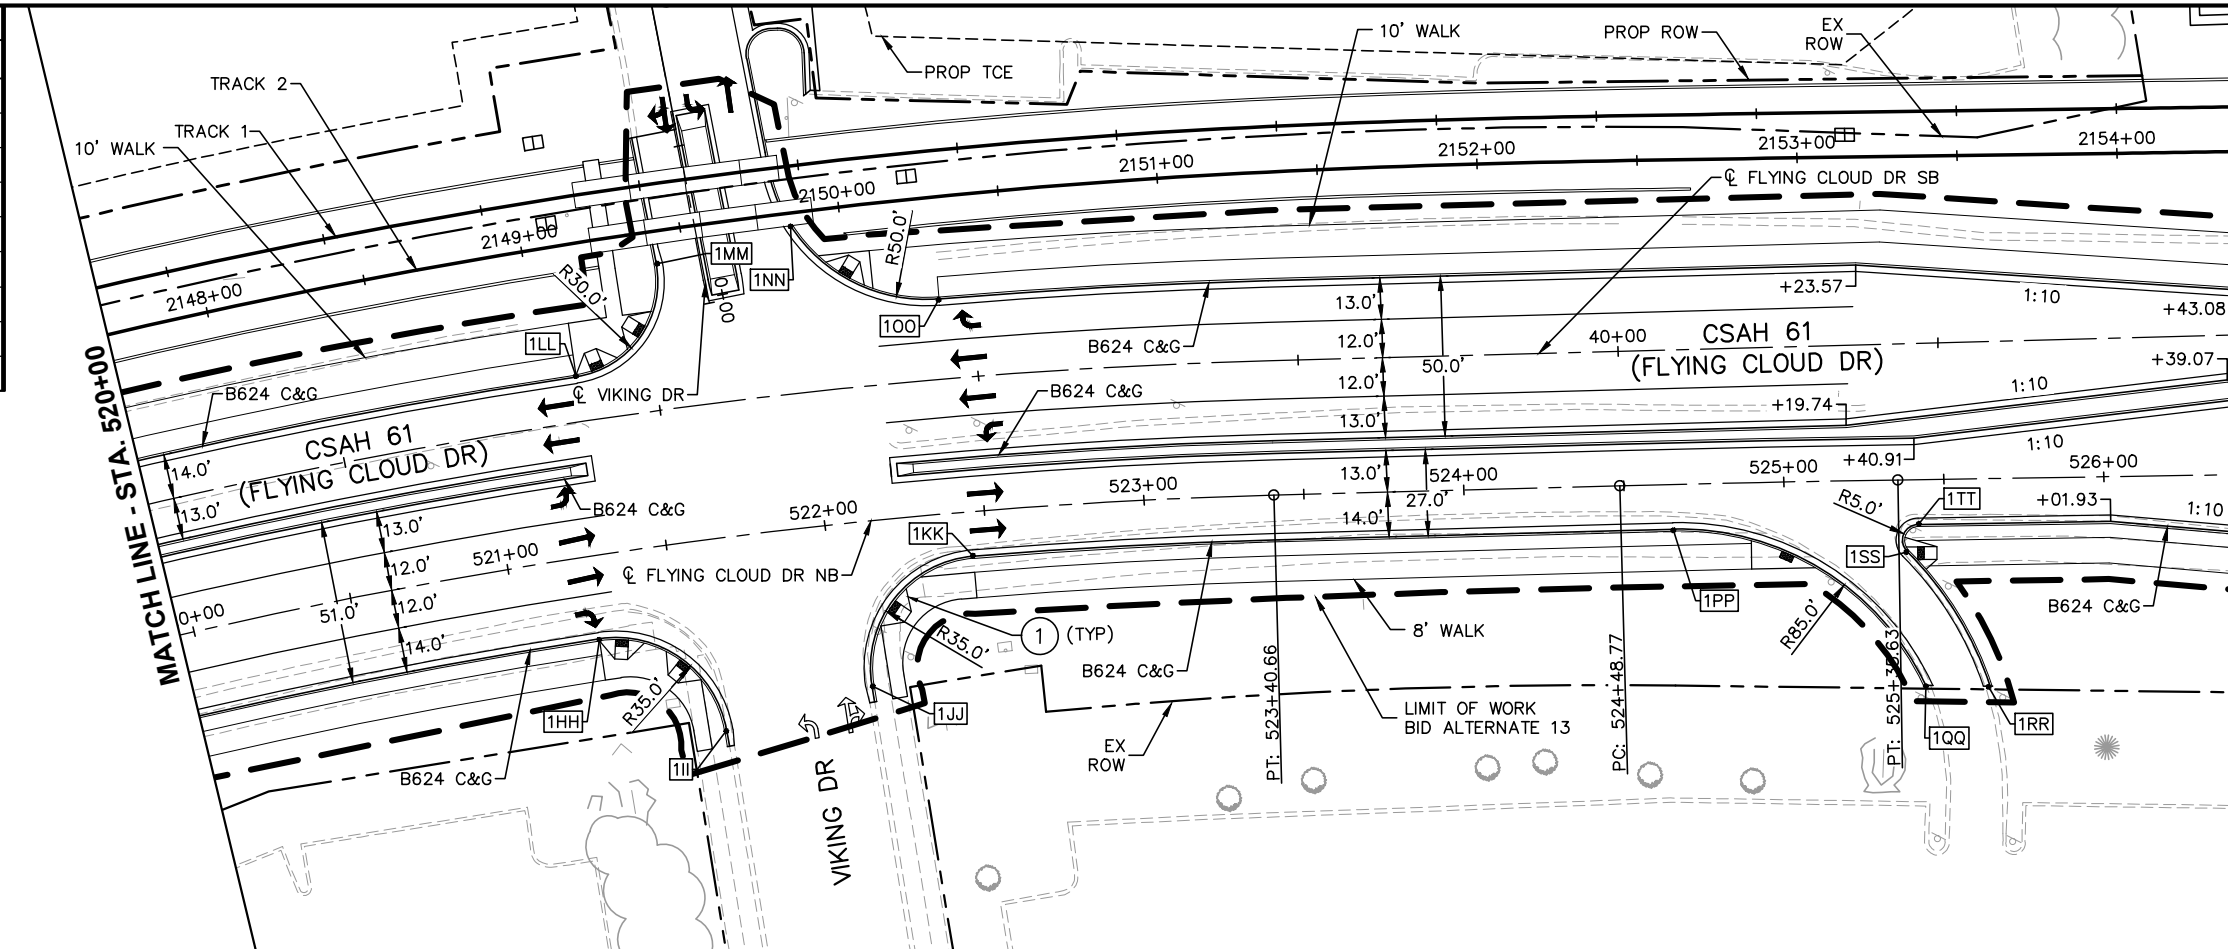 TRACK 2
TRACK 1
10' WALK
PROP TCE
10' WALK
PROP ROW
EX
ROW
2148+00
2149+00
2150+00
2151+00
2152+00
2153+00
2154+00
℄ FLYING CLOUD DR SB
R50.0'
R30.0'
1MM
1NN
0+00
1OO
1LL
℄ VIKING DR
B624 C&G
B624 C&G
B624 C&G
13.0'
12.0'
12.0'
13.0'
50.0'
40+00
CSAH 61
(FLYING CLOUD DR)
+23.57
1:10
+43.08
+39.07
1:10
+19.74
1:10
+40.91
MATCH LINE - STA. 520+00
CSAH 61
(FLYING CLOUD DR)
14.0'
13.0'
B624 C&G
13.0'
12.0'
12.0'
14.0'
51.0'
0+00
521+00
522+00
523+00
524+00
525+00
526+00
13.0'
14.0'
27.0'
℄ FLYING CLOUD DR NB
1KK
R5.0'
1TT
+01.93
1:10
1SS
B624 C&G
1PP
R85.0'
1
(TYP)
R35.0'
8' WALK
B624 C&G
LIMIT OF WORK
BID ALTERNATE 13
PT: 523+40.66
PC: 524+48.77
PT: 525+35.63
1QQ
1RR
1JJ
1HH
R35.0'
1II
B624 C&G
EX
ROW
VIKING DR